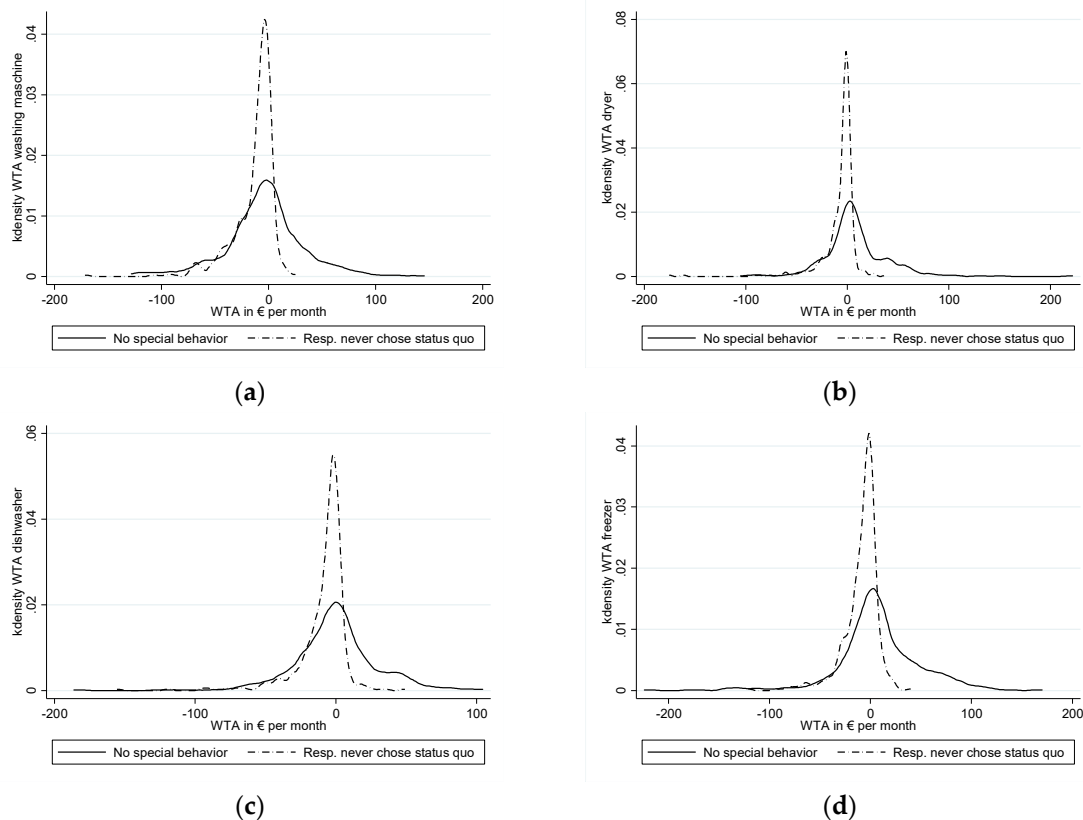 kdensity WTA washing maschine
.04
.03
.02
.01
0
-200
-100
0
100
200
WTA in € per month
No special behavior
Resp. never chose status quo
(a)
kdensity WTA dryer
.08
.06
.04
.02
0
-200
-100
0
100
200
WTA in € per month
No special behavior
Resp. never chose status quo
(b)
kdensity WTA dishwasher
.06
.04
.02
0
-200
-100
0
100
WTA in € per month
No special behavior
Resp. never chose status quo
(c)
kdensity WTA freezer
.04
.03
.02
.01
0
-200
-100
0
100
200
WTA in € per month
No special behavior
Resp. never chose status quo
(d)